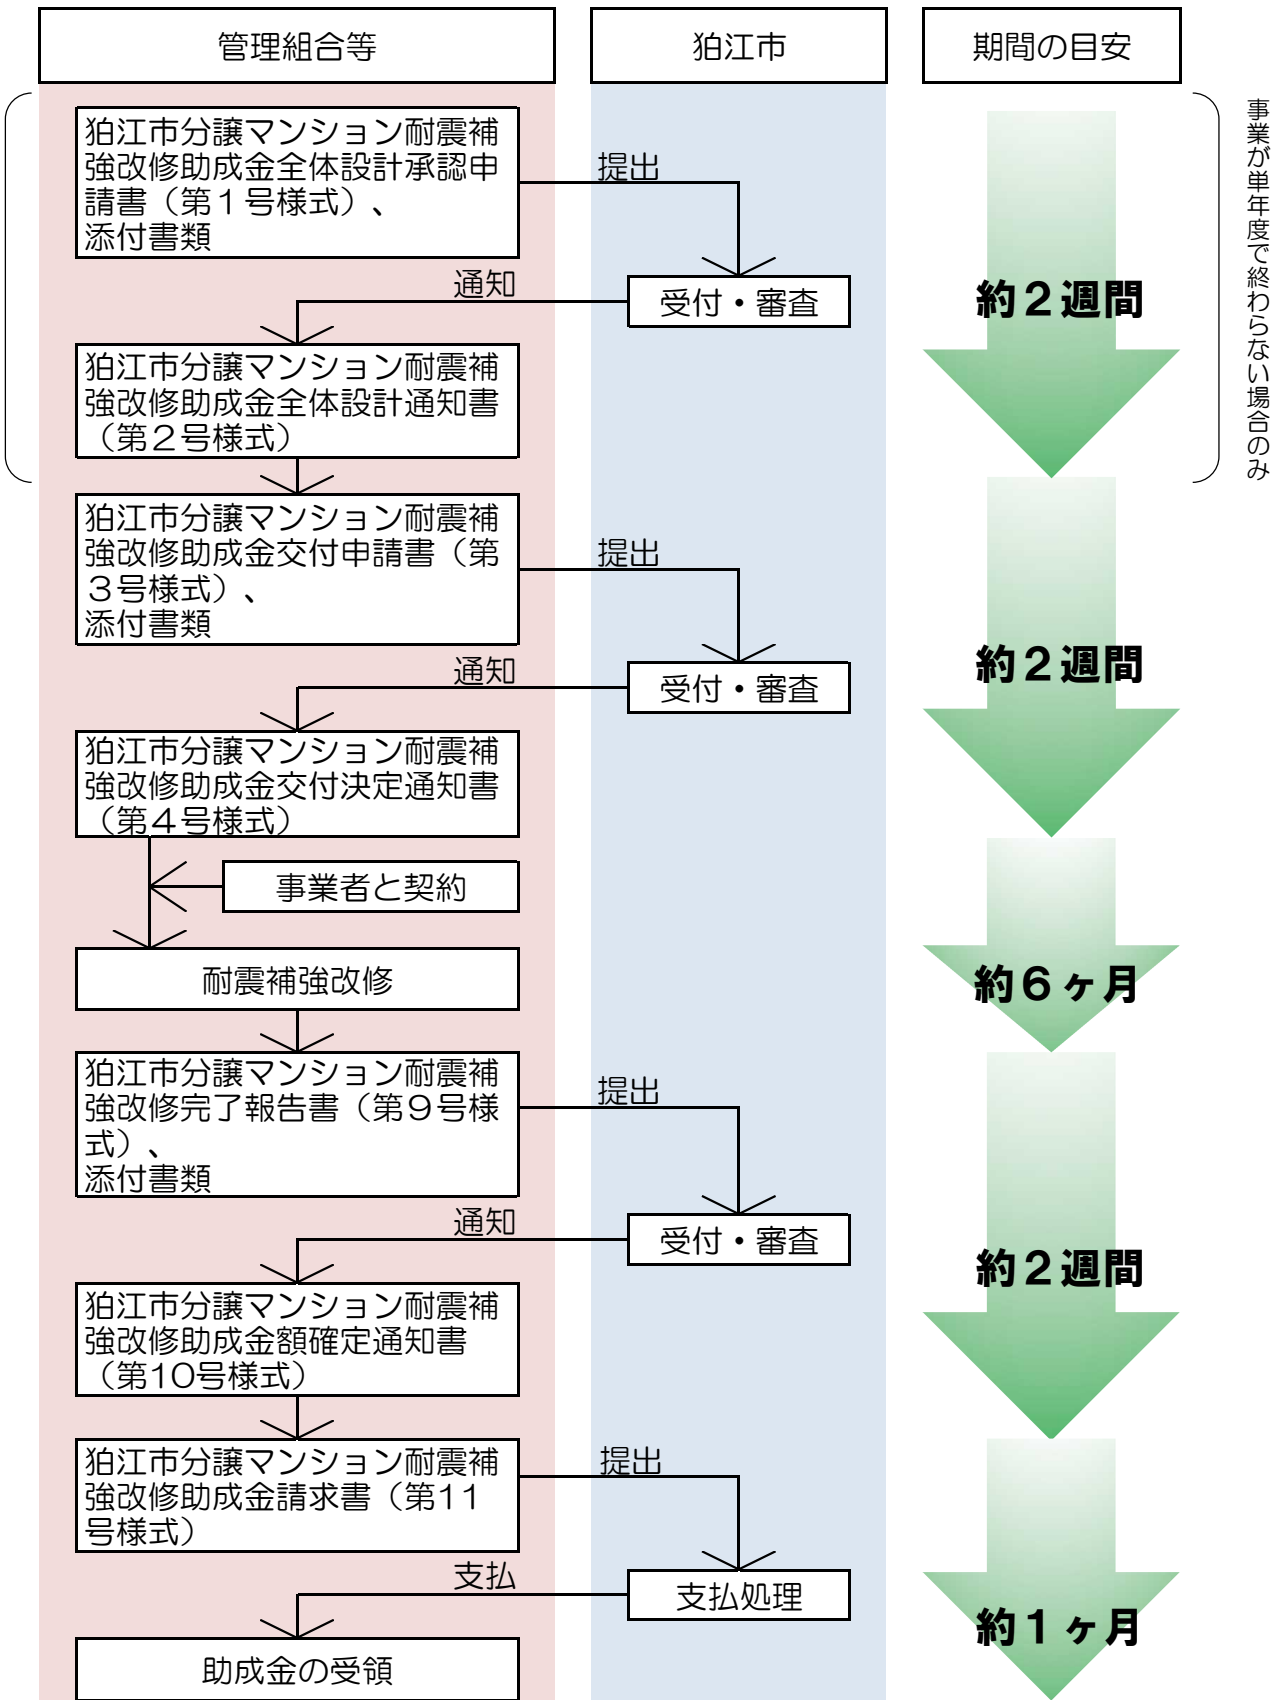 管理組合等
狛江市
期間の目安
事業が単年度で終わらない場合のみ
狛江市分譲マンション耐震補
強改修助成金全体設計承認申
請書（第１号様式）、
添付書類
提出
受付・審査
約２週間
通知
狛江市分譲マンション耐震補
強改修助成金全体設計通知書
（第２号様式）
狛江市分譲マンション耐震補
強改修助成金交付申請書（第
３号様式）、
添付書類
提出
受付・審査
約２週間
通知
狛江市分譲マンション耐震補
強改修助成金交付決定通知書
（第４号様式）
事業者と契約
耐震補強改修
約６ヶ月
狛江市分譲マンション耐震補
強改修完了報告書（第９号様
式）、
添付書類
提出
受付・審査
約２週間
通知
狛江市分譲マンション耐震補
強改修助成金額確定通知書
（第10号様式）
狛江市分譲マンション耐震補
強改修助成金請求書（第11
号様式）
提出
支払処理
支払
約１ヶ月
助成金の受領